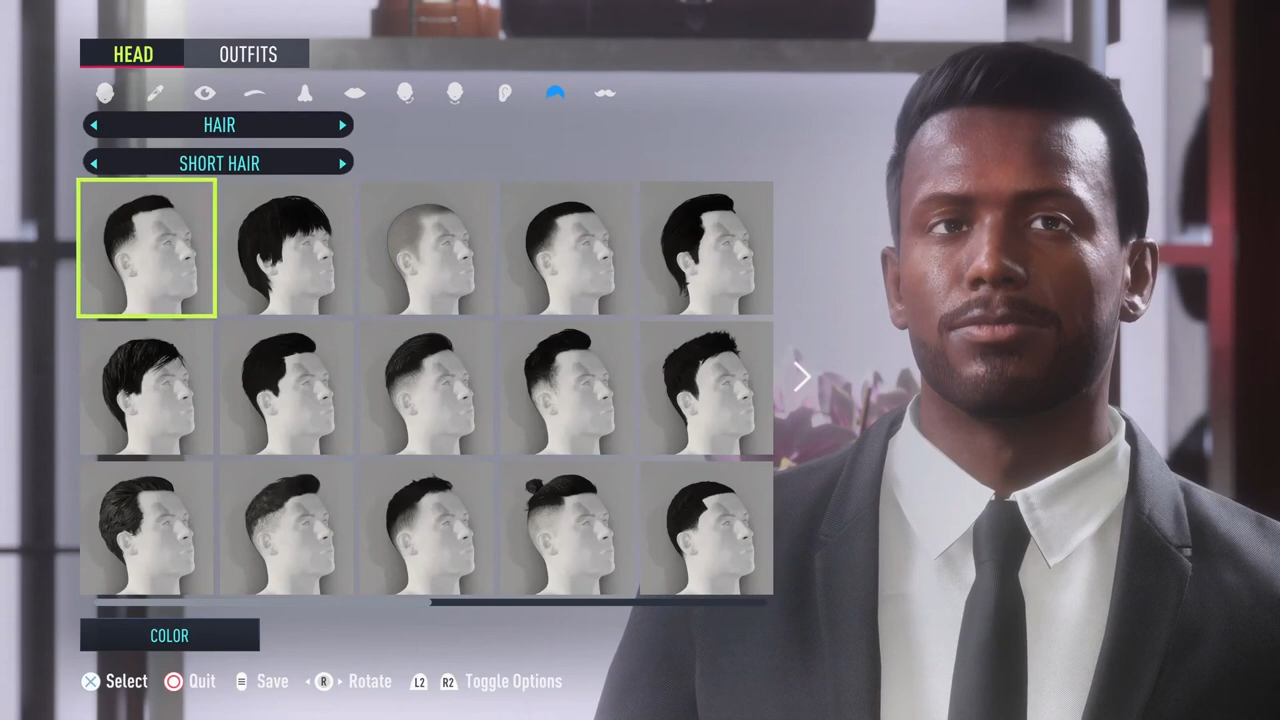 HEAD OUTFITS
HAIR
SHORT HAIR
COLOR
Select Quit Save R Rotate L2 R2 Toggle Options